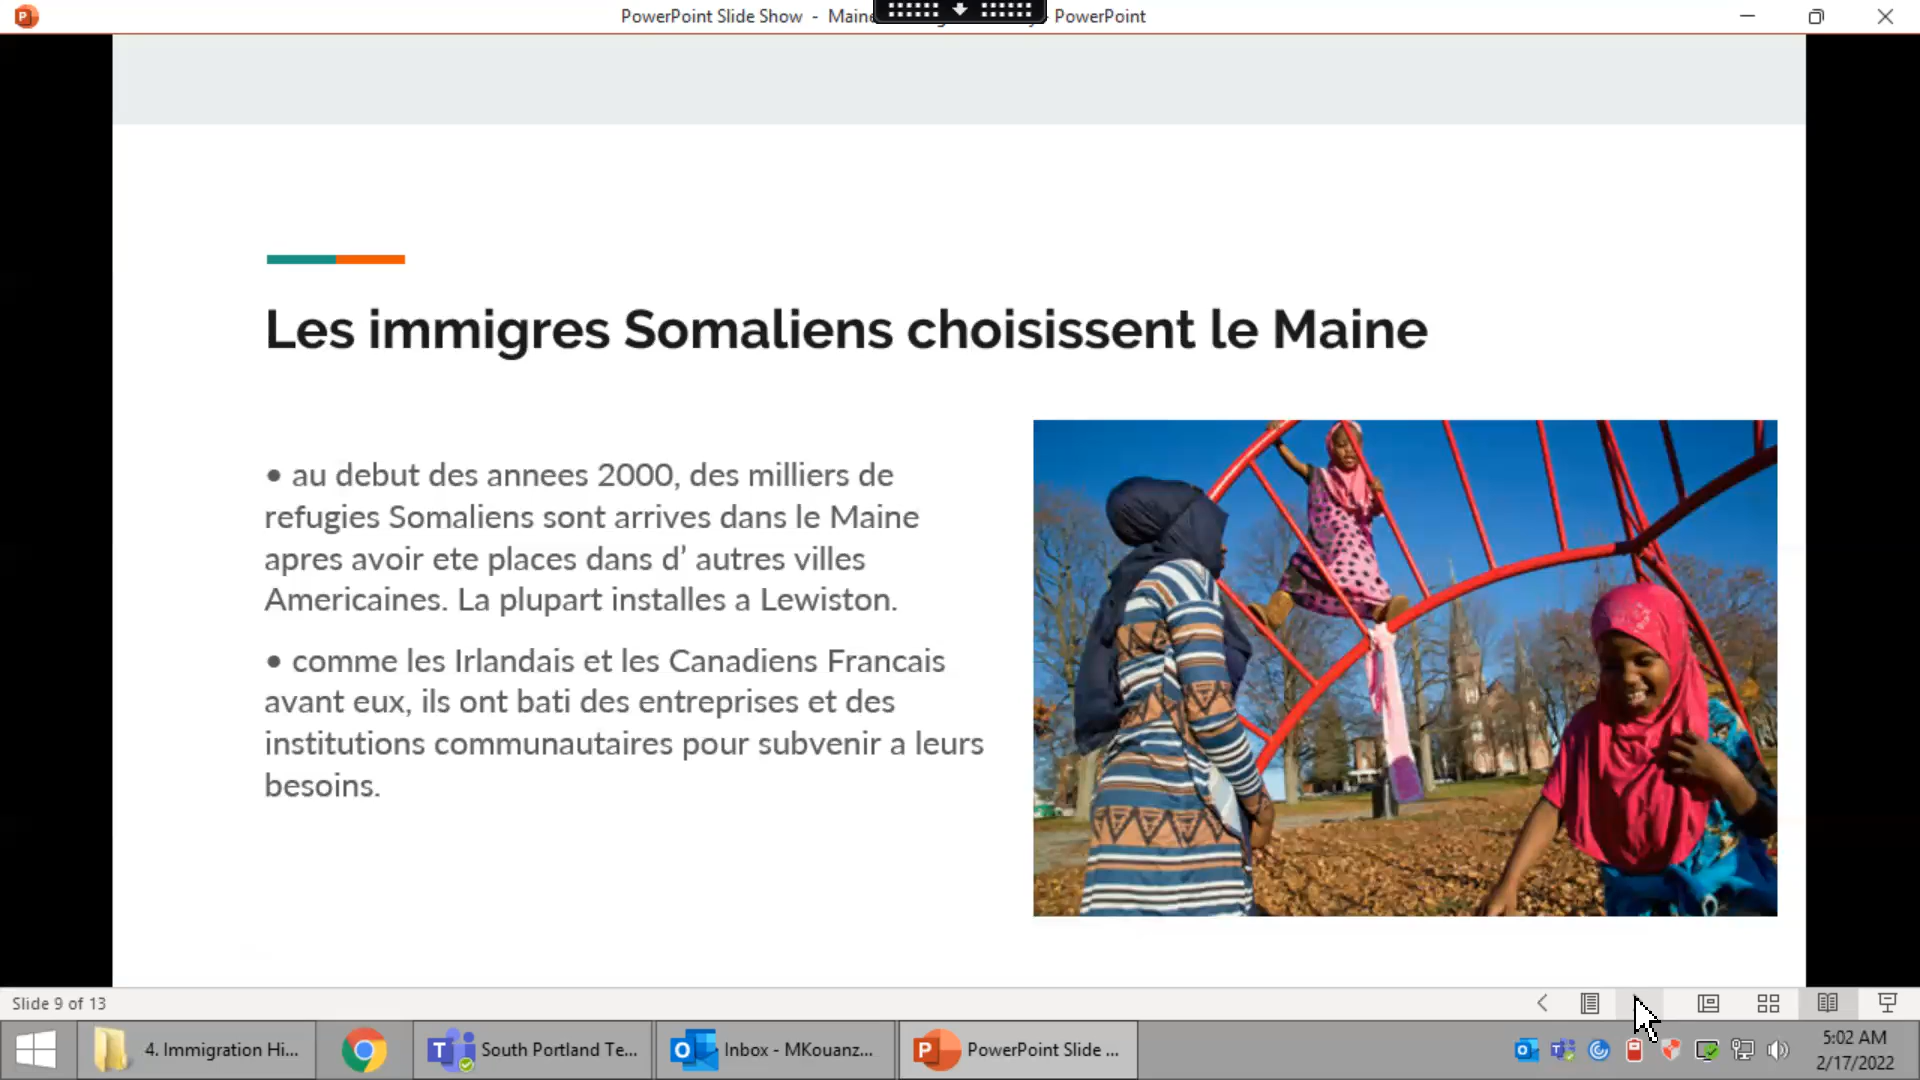 PowerPoint Slide Show - Maine PowerPoint
Les immigres Somaliens choisissent le Maine
• au debut des annees 2000, des milliers de
refugies Somaliens sont arrives dans le Maine
apres avoir ete places dans d’ autres villes
Americaines. La plupart installes a Lewiston.
• comme les Irlandais et les Canadiens Francais
avant eux, ils ont bati des entreprises et des
institutions communautaires pour subvenir a leurs
besoins.
Slide 9 of 13
4. Immigration Hi...
South Portland Te...
Inbox - MKouanz...
PowerPoint Slide ...
5:02 AM
2/17/2022